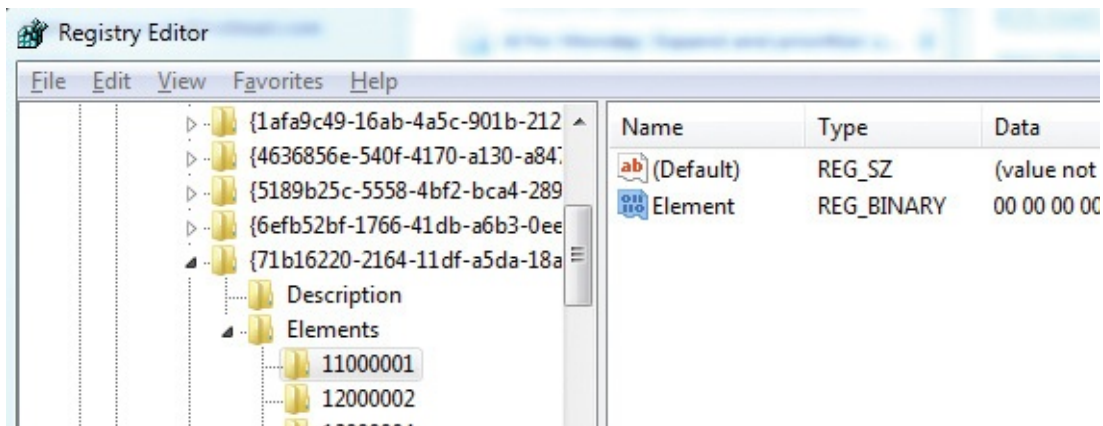 Registry Editor
File Edit View Favorites Help
{1afa9c49-16ab-4a5c-901b-212
{4636856e-540f-4170-a130-a847
{5189b25c-5558-4bf2-bca4-289
{6efb52bf-1766-41db-a6b3-0ee
{71b16220-2164-11df-a5da-18a
Description
Elements
11000001
12000002
Name Type Data
(Default) REG_SZ (value not
Element REG_BINARY 00 00 00 00